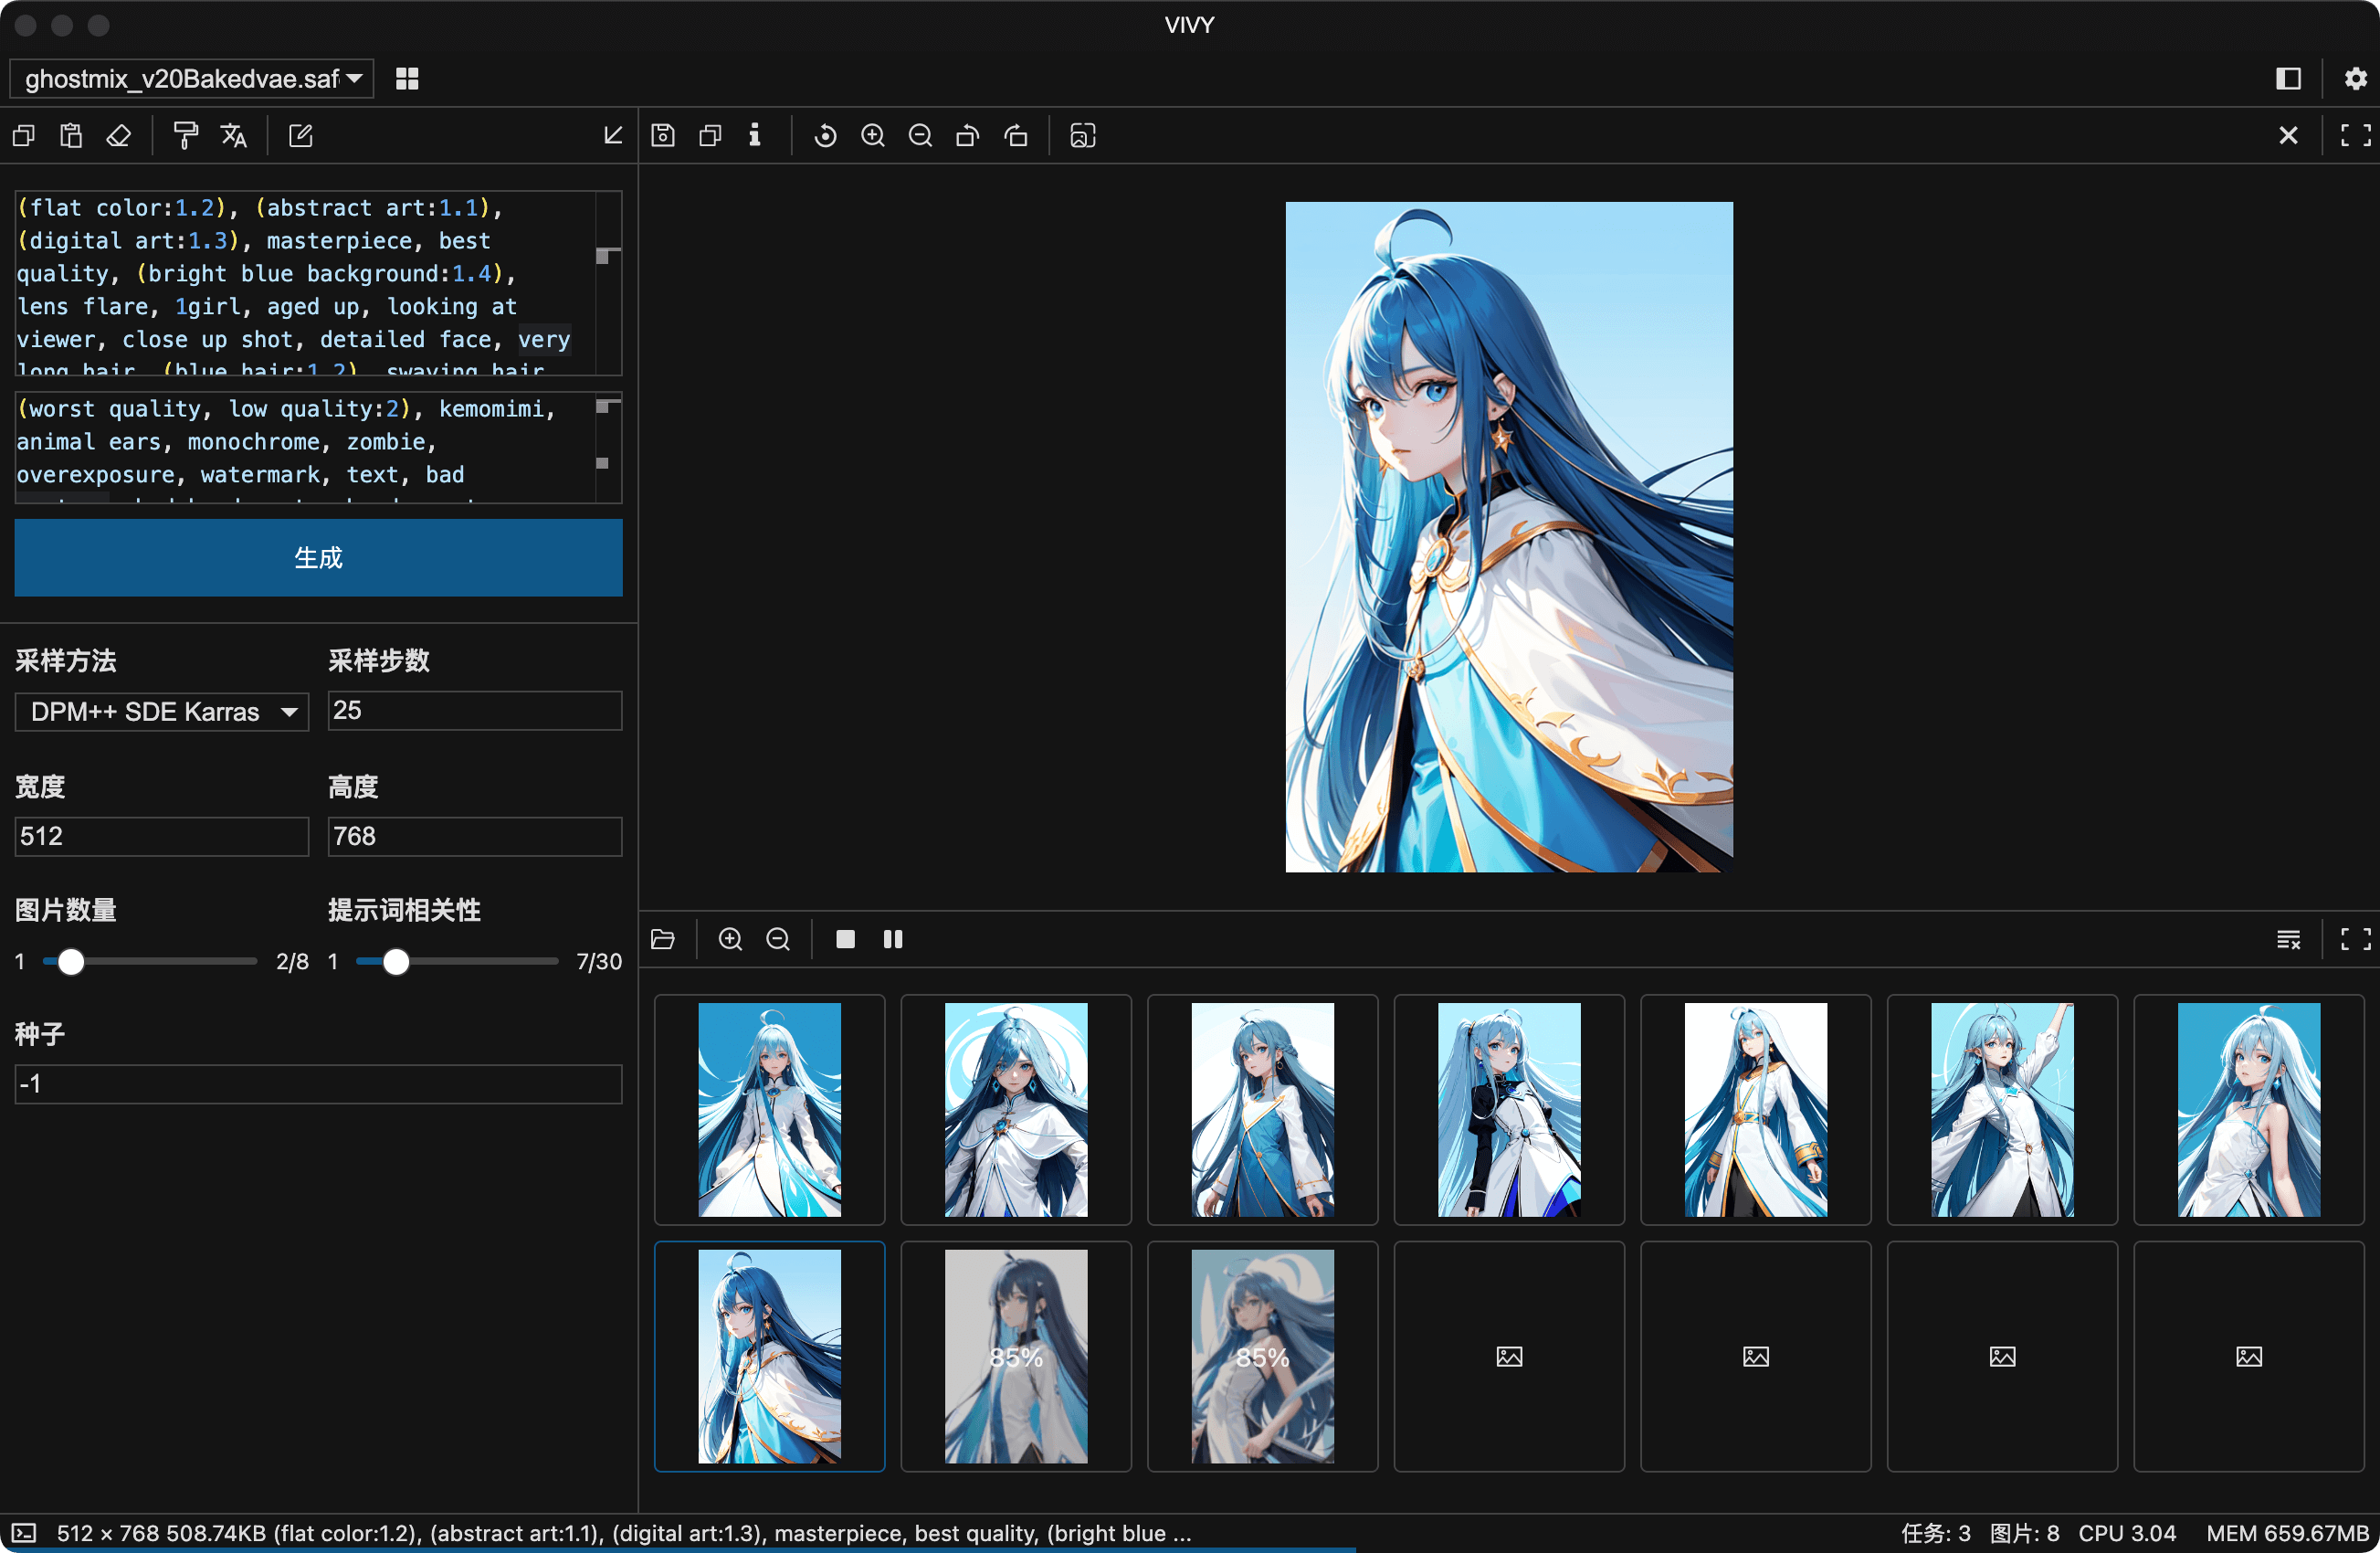 VIVY
ghostmix_v20Bakedvae.saf
(flat color:1.2), (abstract art:1.1),
(digital art:1.3), masterpiece, best
quality, (bright blue background:1.4),
lens flare, 1girl, aged up, looking at
viewer, close up shot, detailed face, very
long hair, (blue hair:1.2), swaying hair
(worst quality, low quality:2), kemomimi,
animal ears, monochrome, zombie,
overexposure, watermark, text, bad
生成
采样方法 采样步数
DPM++ SDE Karras 25
宽度 高度
512 768
图片数量 提示词相关性
1 2/8 1 7/30
种子
-1
85% 85%
512 × 768 508.74KB (flat color:1.2), (abstract art:1.1), (digital art:1.3), masterpiece, best quality, (bright blue ...
任务: 3 图片: 8 CPU 3.04 MEM 659.67MB